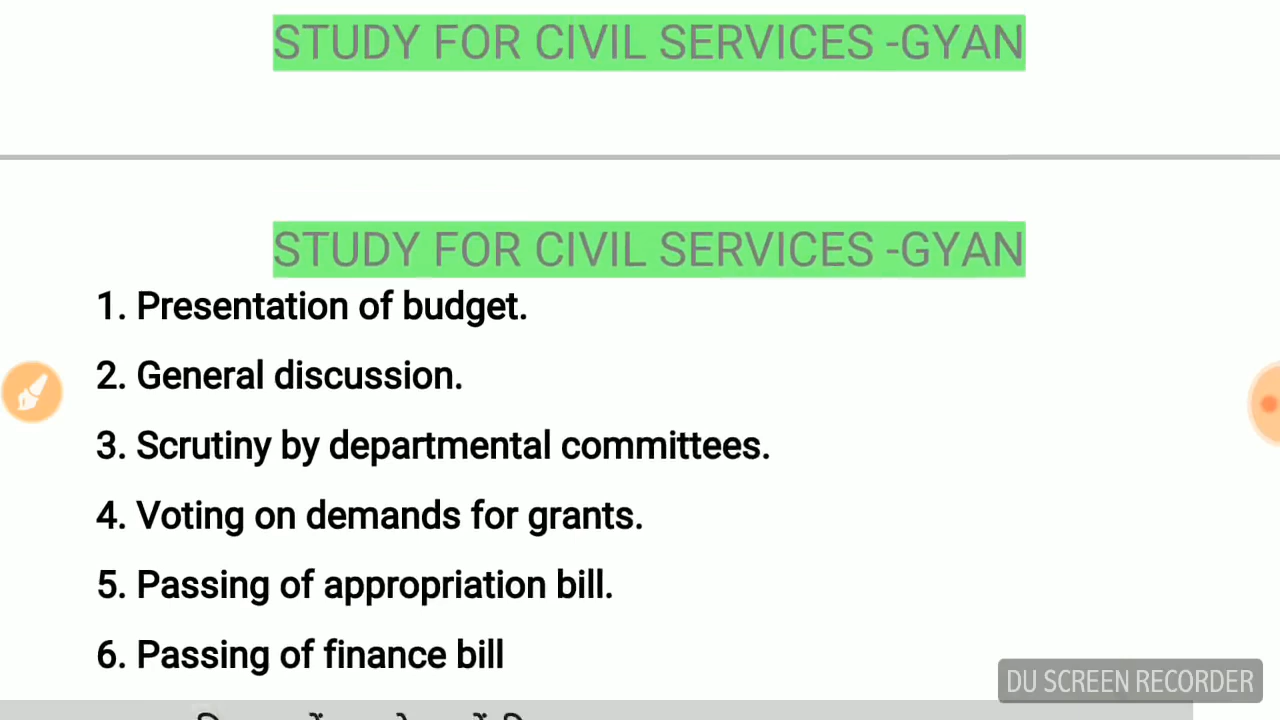 STUDY FOR CIVIL SERVICES -GYAN
STUDY FOR CIVIL SERVICES -GYAN
1. Presentation of budget.
2. General discussion.
3. Scrutiny by departmental committees.
4. Voting on demands for grants.
5. Passing of appropriation bill.
6. Passing of finance bill
DU SCREEN RECORDER